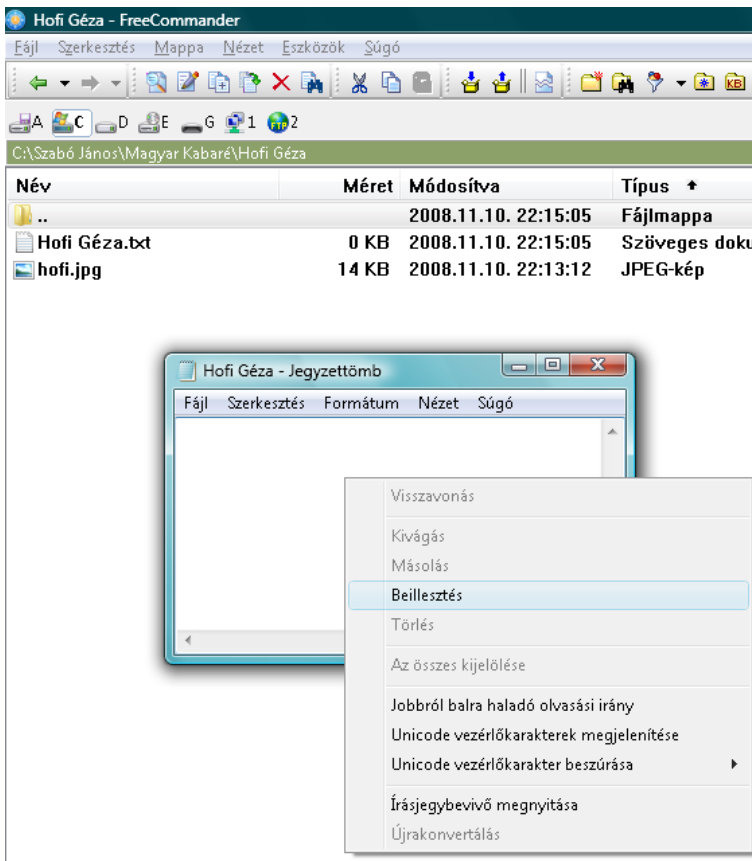 Hofi Géza - FreeCommander
Fájl Szerkesztés Mappa Nézet Eszközök Súgó
KB
A C D E G 1 FTP 2
C:\Szabó János\Magyar Kabaré\Hofi Géza
Név Méret Módosítva Típus
.. 2008.11.10. 22:15:05 Fájlmappa
Hofi Géza.txt 0 KB 2008.11.10. 22:15:05 Szöveges doku
hofi.jpg 14 KB 2008.11.10. 22:13:12 JPEG-kép
Hofi Géza - Jegyzettömb
Fájl Szerkesztés Formátum Nézet Súgó
Visszavonás
Kivágás
Másolás
Beillesztés
Törlés
Az összes kijelölése
Jobbról balra haladó olvasási irány
Unicode vezérlőkarakterek megjelenítése
Unicode vezérlőkarakter beszúrása
Írásjegybevivő megnyitása
Újrakonvertálás